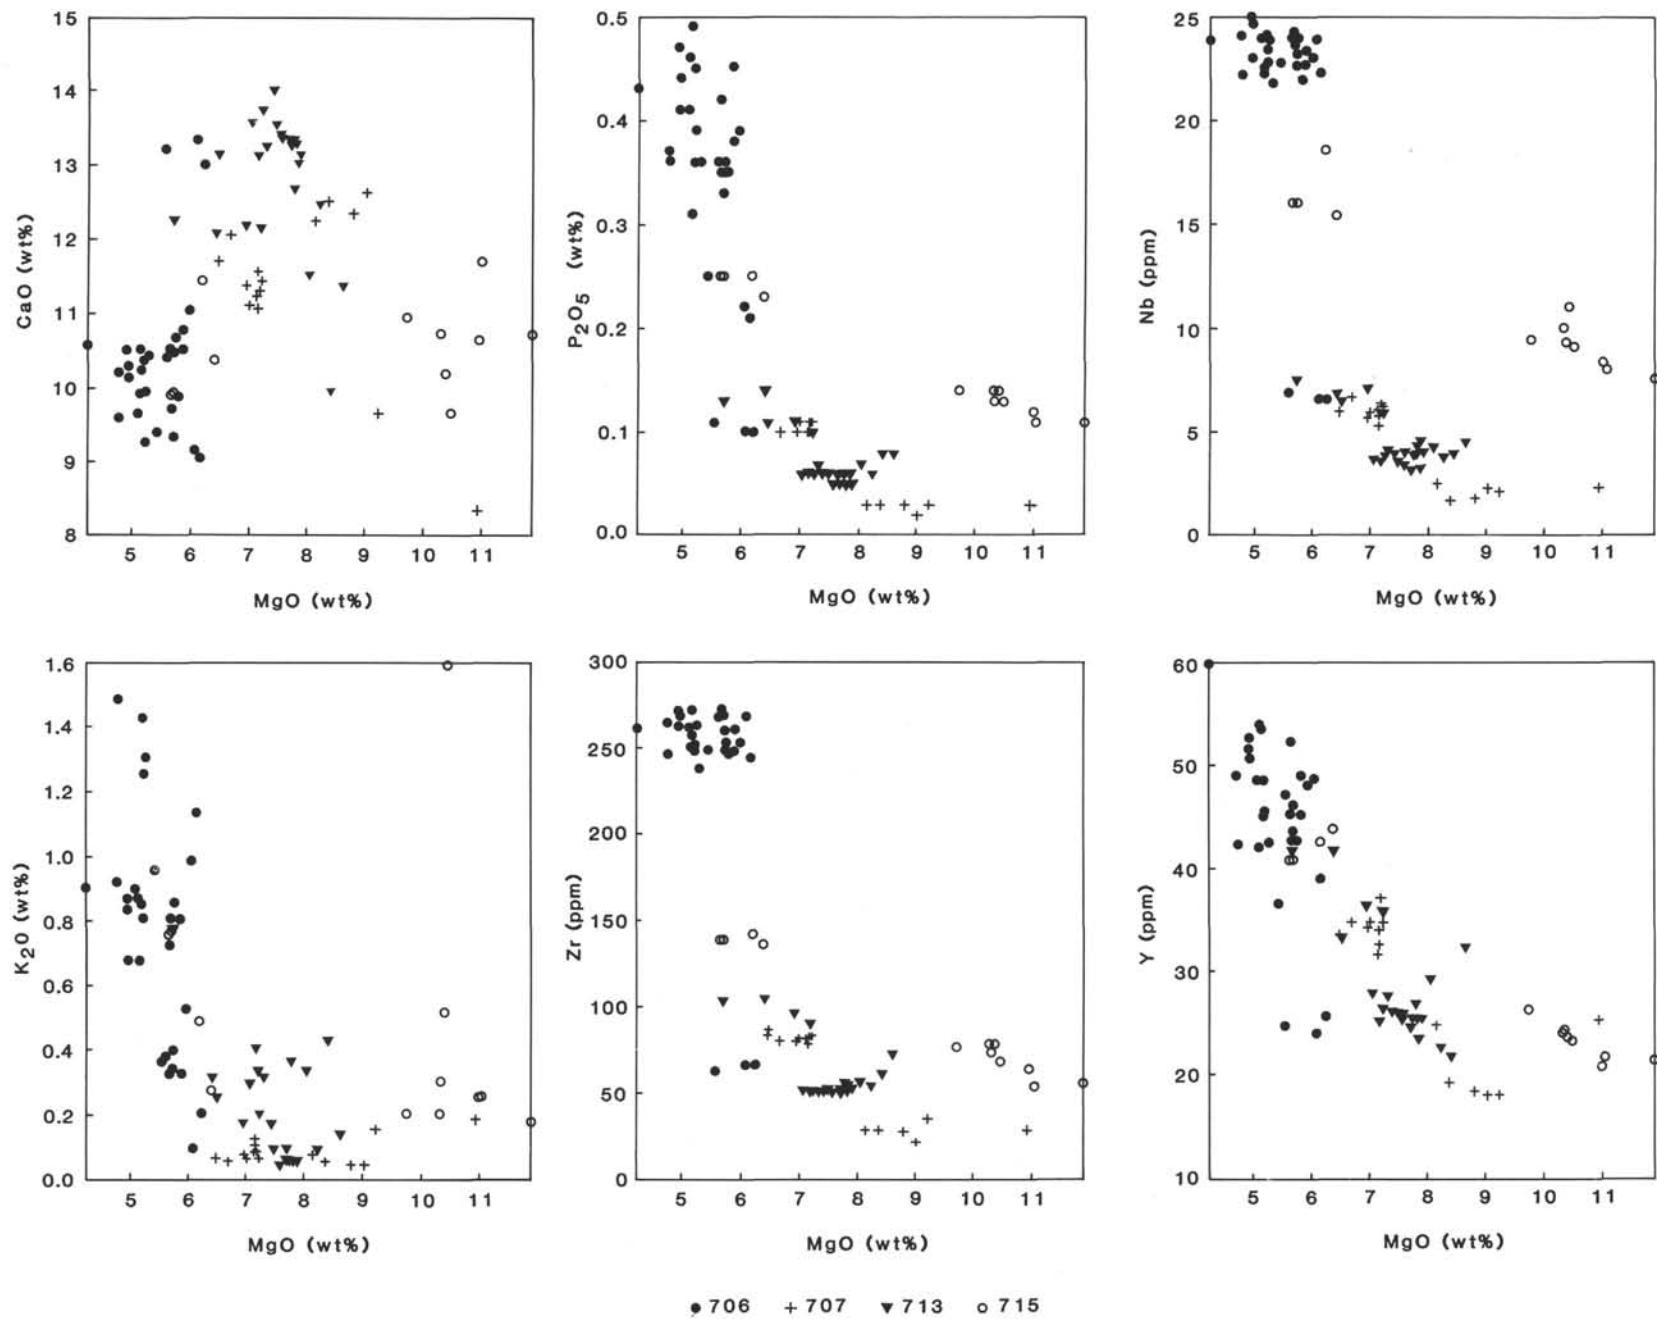 15
14
13
12
11
10
9
8
CaO (wt%)
5 6 7 8 9 10 11
MgO (wt%)
0.5
0.4
0.3
0.2
0.1
0.0
P2O5 (wt%)
5 6 7 8 9 10 11
MgO (wt%)
25
20
15
10
5
0
Nb (ppm)
5 6 7 8 9 10 11
MgO (wt%)
1.6
1.4
1.2
1.0
0.8
0.6
0.4
0.2
0.0
K2O (wt%)
5 6 7 8 9 10 11
MgO (wt%)
300
250
200
150
100
50
0
Zr (ppm)
5 6 7 8 9 10 11
MgO (wt%)
60
50
40
30
20
10
Y (ppm)
5 6 7 8 9 10 11
MgO (wt%)
706 707 713 715